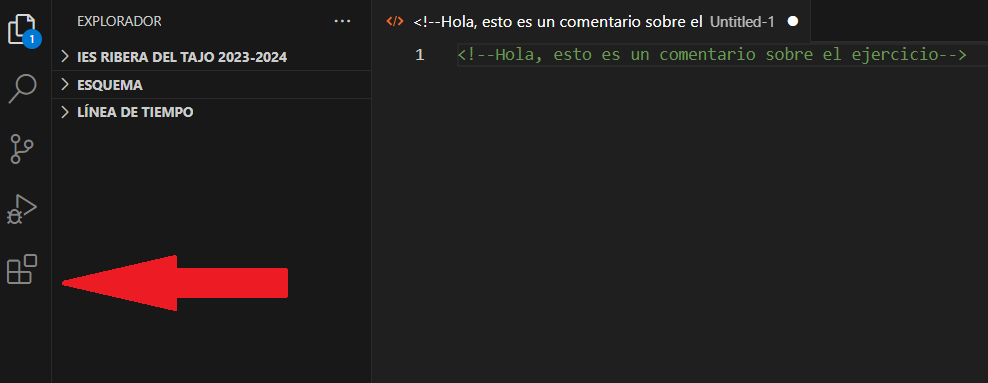 EXPLORADOR
IES RIBERA DEL TAJO 2023-2024
ESQUEMA
LÍNEA DE TIEMPO
1
<!--Hola, esto es un comentario sobre el Untitled-1
1 <!--Hola, esto es un comentario sobre el ejercicio-->